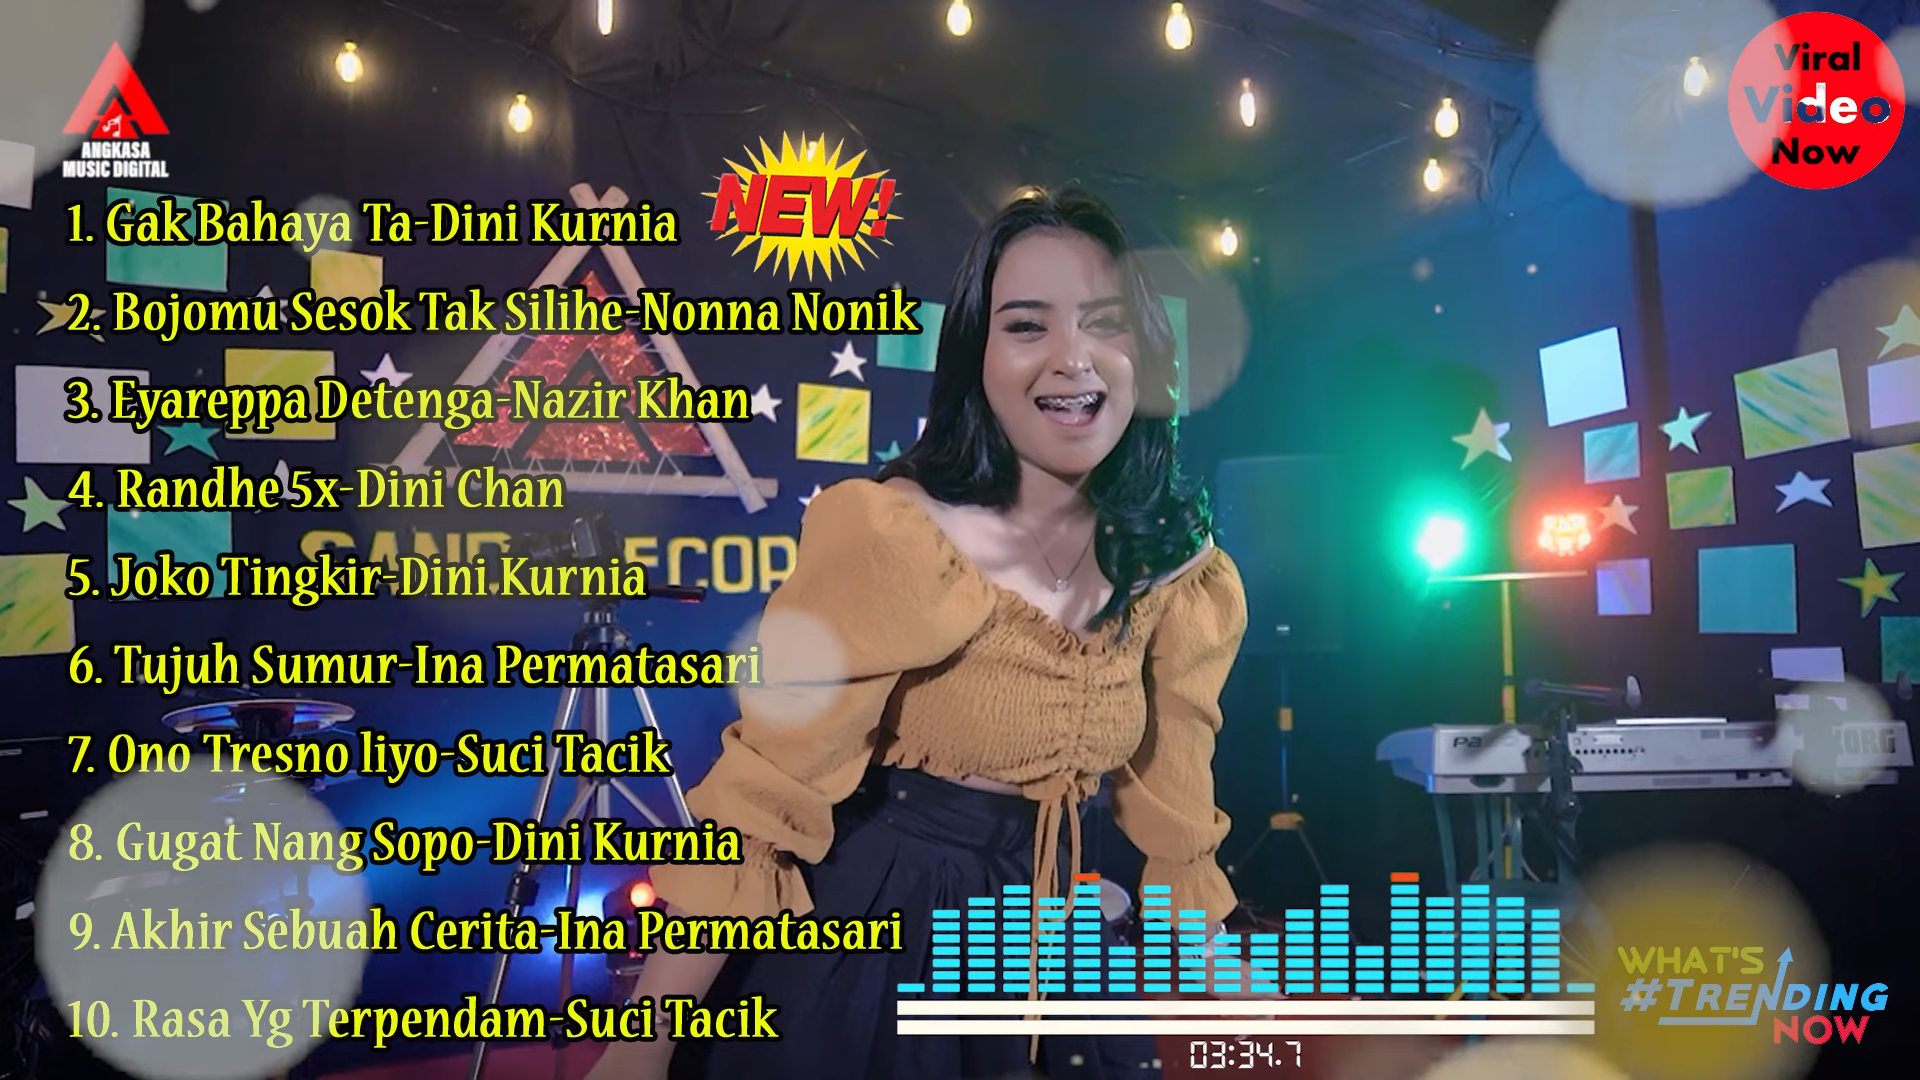 ANGKASA
MUSIC DIGITAL
Viral
Video
Now
NEW!
1. Gak Bahaya Ta-Dini Kurnia
2. Bojomu Sesok Tak Silihe-Nonna Nonik
3. Eyareppa Detenga-Nazir Khan
4. Randhe 5x-Dini Chan
5. Joko Tingkir-Dini Kurnia
6. Tujuh Sumur-Ina Permatasari
7. Ono Tresno liyo-Suci Tacik
8. Gugat Nang Sopo-Dini Kurnia
9. Akhir Sebuah Cerita-Ina Permatasari
10. Rasa Yg Terpendam-Suci Tacik
KORG
WHAT'S
#TRENDING
NOW
03:34.7